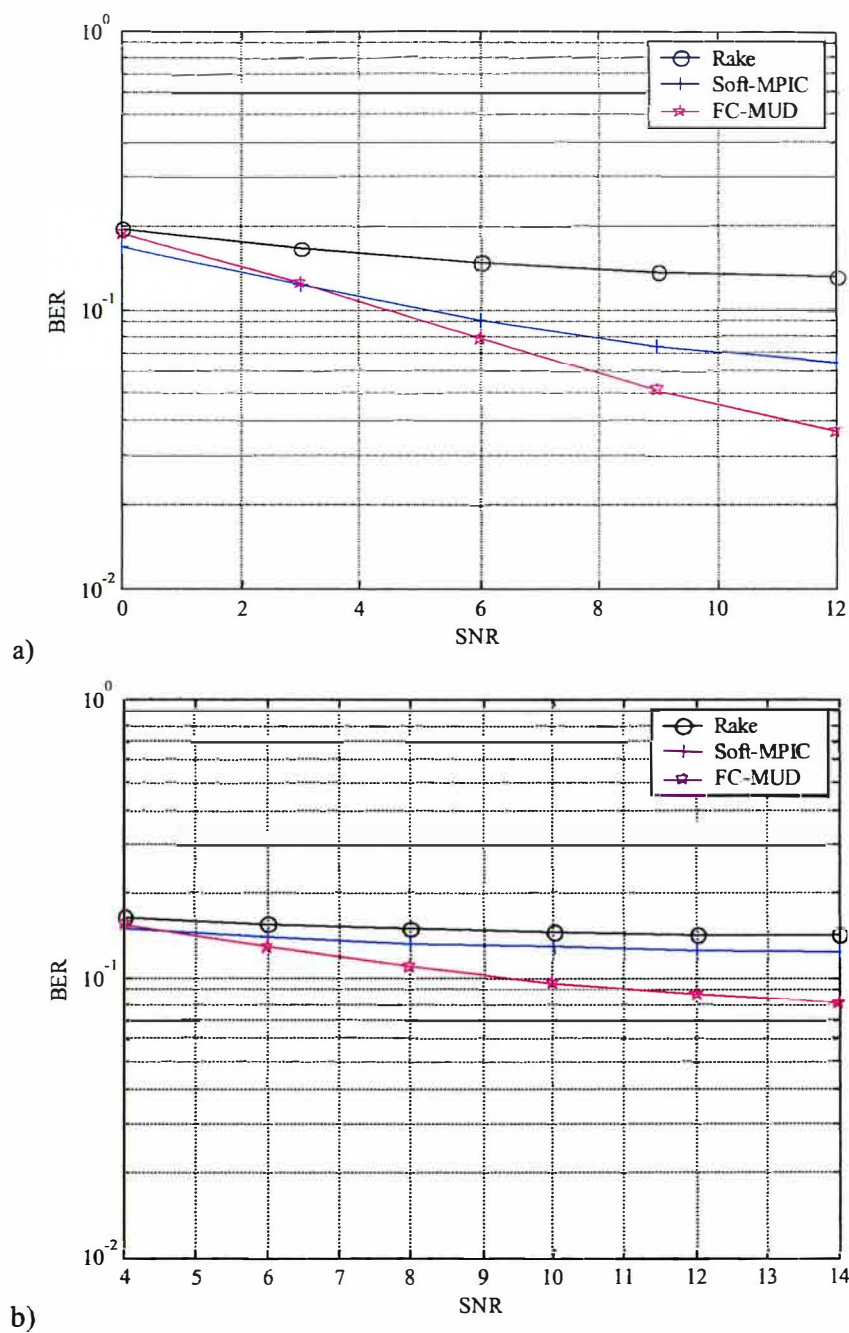 10^0
Rake
Soft-MPIC
FC-MUD
BER
10^-1
10^-2
0 2 4 6 8 10 12
SNR
a)
10^0
Rake
Soft-MPIC
FC-MUD
BER
10^-1
10^-2
4 5 6 7 8 9 10 11 12 13 14
SNR
b)